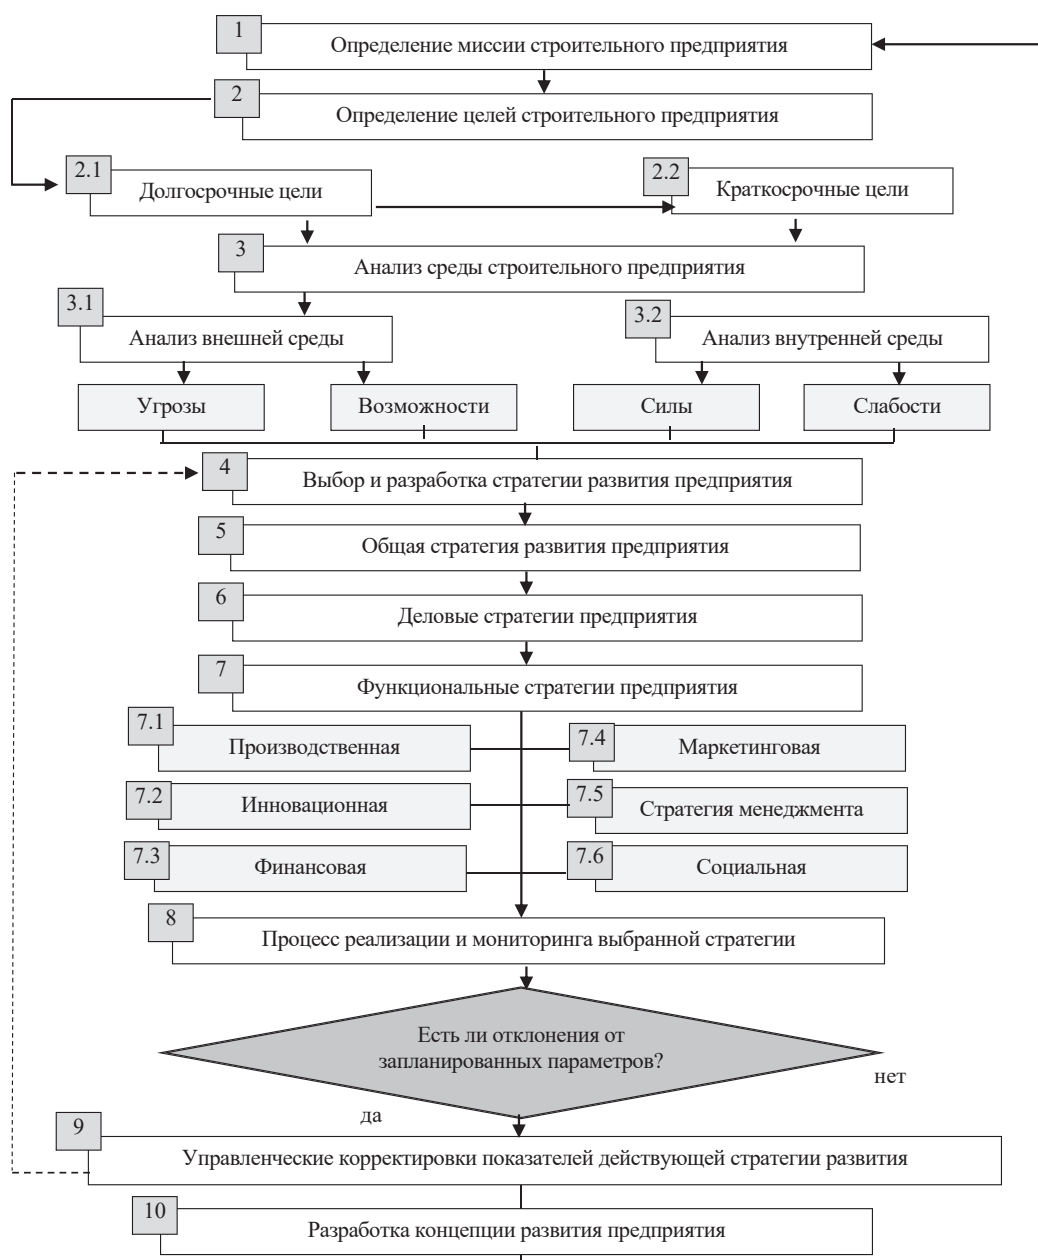 1
Определение миссии строительного предприятия
2
Определение целей строительного предприятия
2.1
Долгосрочные цели
2.2
Краткосрочные цели
3
Анализ среды строительного предприятия
3.1
Анализ внешней среды
3.2
Анализ внутренней среды
Угрозы
Возможности
Силы
Слабости
4
Выбор и разработка стратегии развития предприятия
5
Общая стратегия развития предприятия
6
Деловые стратегии предприятия
7
Функциональные стратегии предприятия
7.1
Производственная
7.4
Маркетинговая
7.2
Инновационная
7.5
Стратегия менеджмента
7.3
Финансовая
7.6
Социальная
8
Процесс реализации и мониторинга выбранной стратегии
Есть ли отклонения от
запланированных параметров?
нет
да
9
Управленческие корректировки показателей действующей стратегии развития
10
Разработка концепции развития предприятия